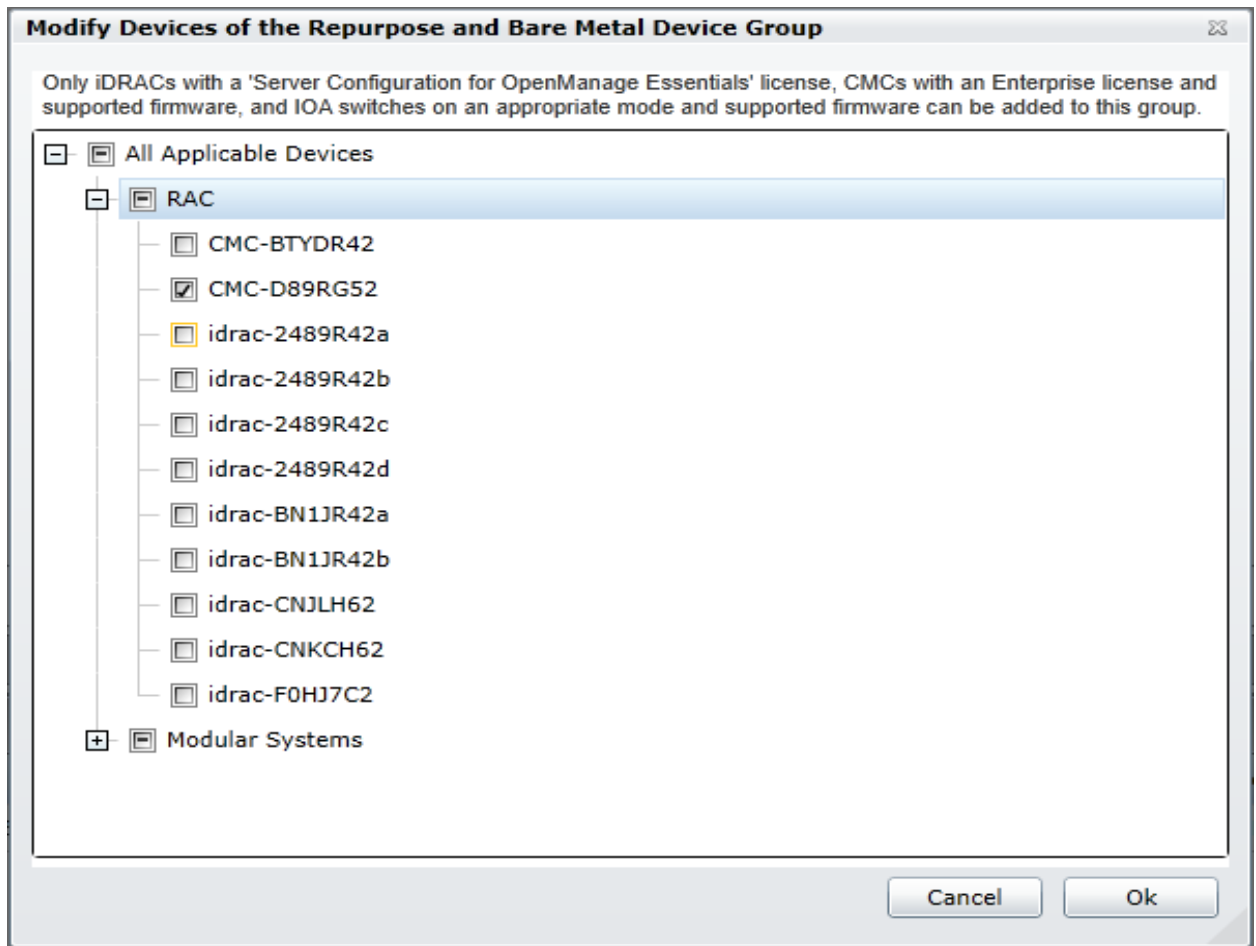 Modify Devices of the Repurpose and Bare Metal Device Group
Only iDRACs with a 'Server Configuration for OpenManage Essentials' license, CMCs with an Enterprise license and
supported firmware, and IOA switches on an appropriate mode and supported firmware can be added to this group.
All Applicable Devices
RAC
CMC-BTYDR42
CMC-D89RG52
idrac-2489R42a
idrac-2489R42b
idrac-2489R42c
idrac-2489R42d
idrac-BN1JR42a
idrac-BN1JR42b
idrac-CNJLH62
idrac-CNKCH62
idrac-F0HJ7C2
Modular Systems
Cancel
Ok